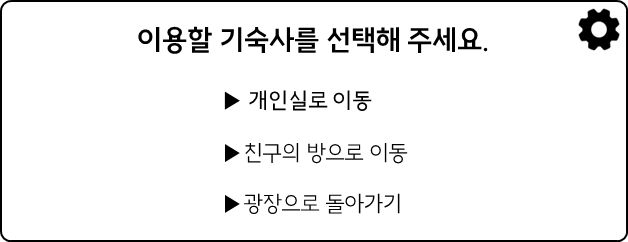 이용할 기숙사를 선택해 주세요.
▶ 개인실로 이동
▶친구의 방으로 이동
▶광장으로 돌아가기